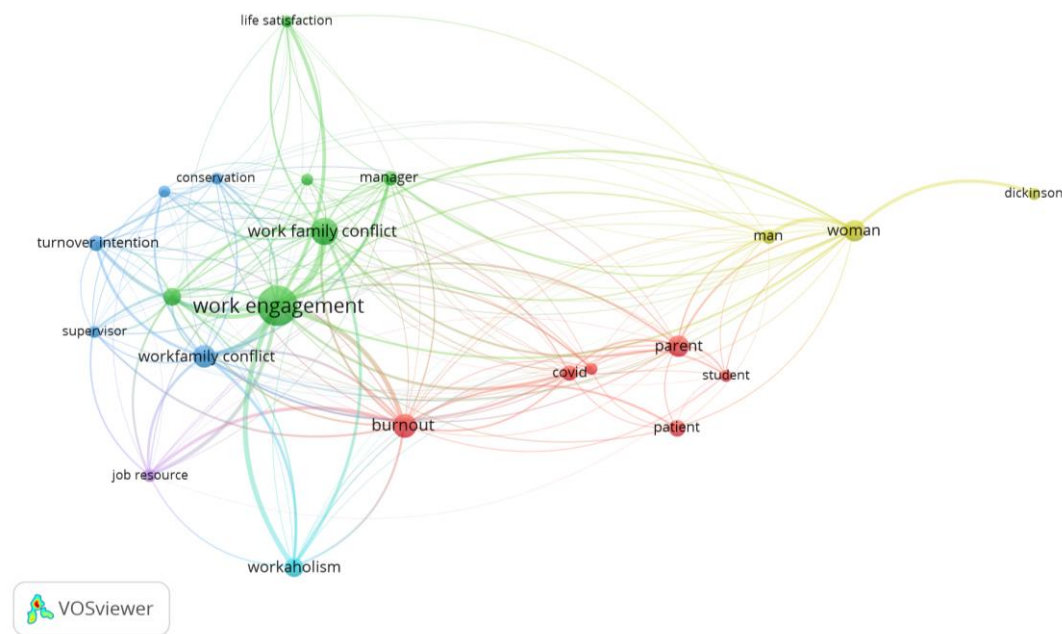 life satisfaction
conservation
manager
dickinson
work family conflict
woman
man
turnover intention
work engagement
supervisor
parent
workfamily conflict
covid
student
burnout
patient
job resource
workaholism
VOSviewer